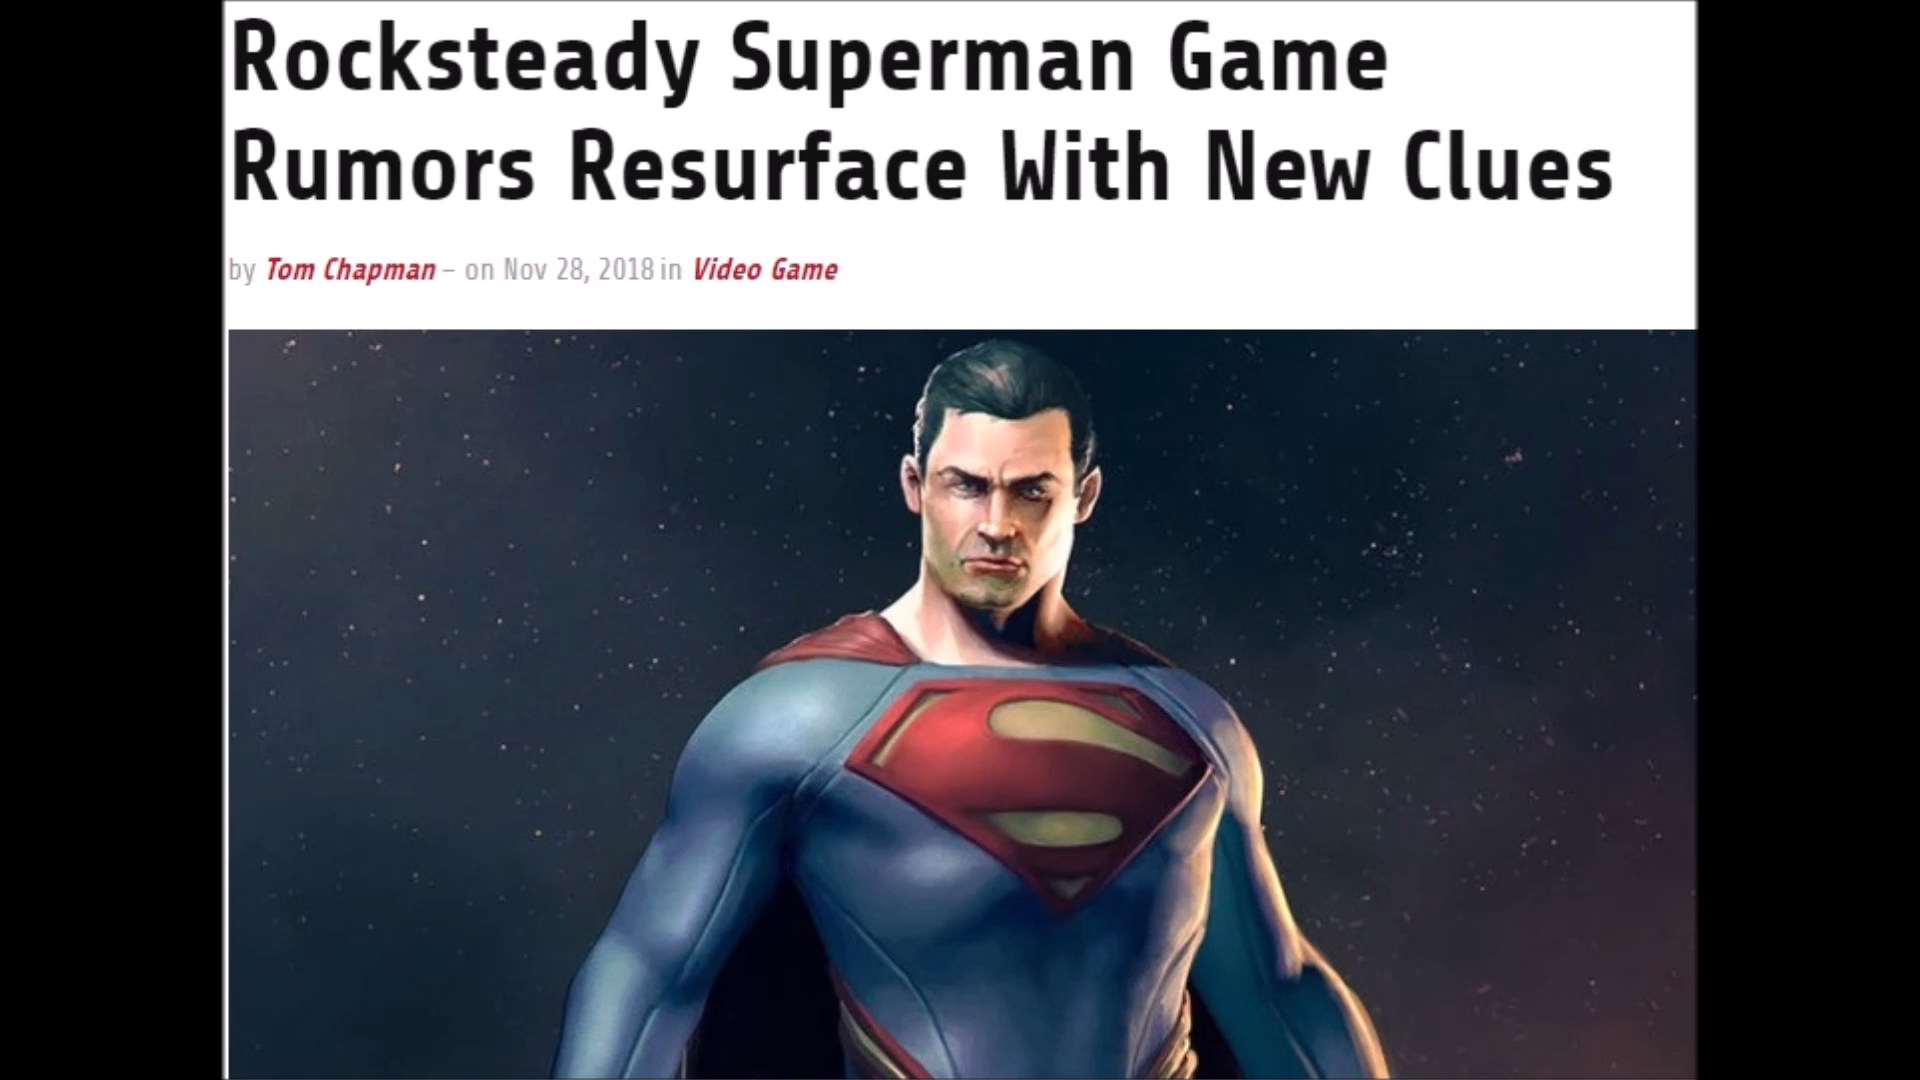 Rocksteady Superman Game
Rumors Resurface With New Clues
by Tom Chapman – on Nov 28, 2018 in Video Game